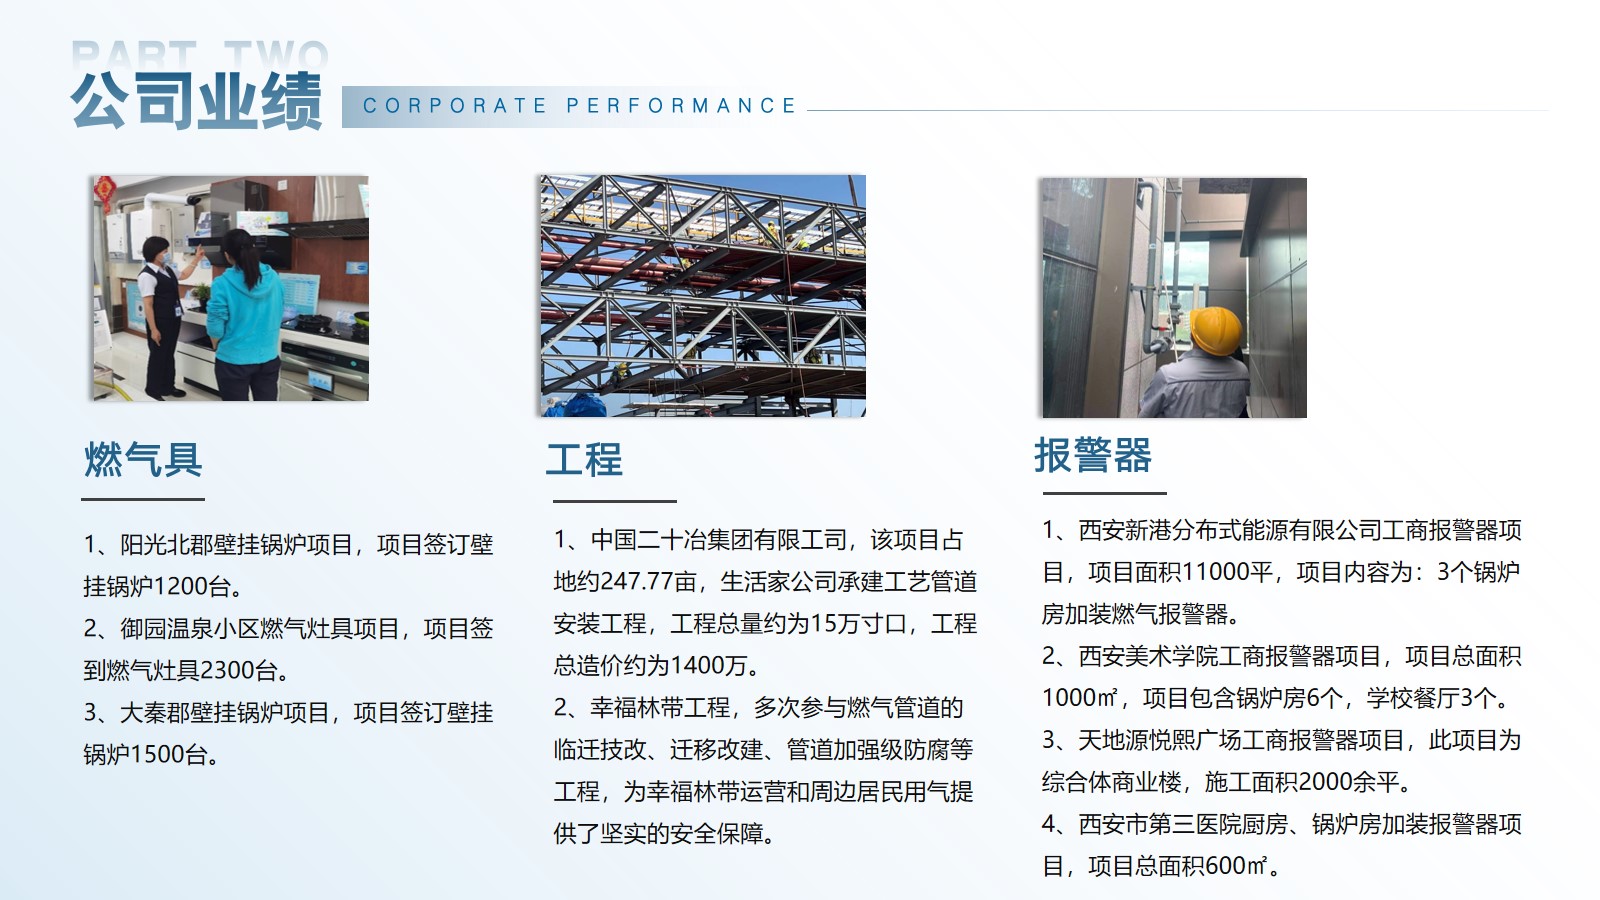 PART TWO
公司业绩
CORPORATE PERFORMANCE
燃气具
1、阳光北郡壁挂锅炉项目，项目签订壁
挂锅炉1200台。
2、御园温泉小区燃气灶具项目，项目签
到燃气灶具2300台。
3、大秦郡壁挂锅炉项目，项目签订壁挂
锅炉1500台。
工程
1、中国二十冶集团有限工司，该项目占
地约247.77亩，生活家公司承建工艺管道
安装工程，工程总量约为15万寸口，工程
总造价约为1400万。
2、幸福林带工程，多次参与燃气管道的
临迁技改、迁移改建、管道加强级防腐等
工程，为幸福林带运营和周边居民用气提
供了坚实的安全保障。
报警器
1、西安新港分布式能源有限公司工商报警器项
目，项目面积11000平，项目内容为：3个锅炉
房加装燃气报警器。
2、西安美术学院工商报警器项目，项目总面积
1000㎡，项目包含锅炉房6个，学校餐厅3个。
3、天地源悦熙广场工商报警器项目，此项目为
综合体商业楼，施工面积2000余平。
4、西安市第三医院厨房、锅炉房加装报警器项
目，项目总面积600㎡。